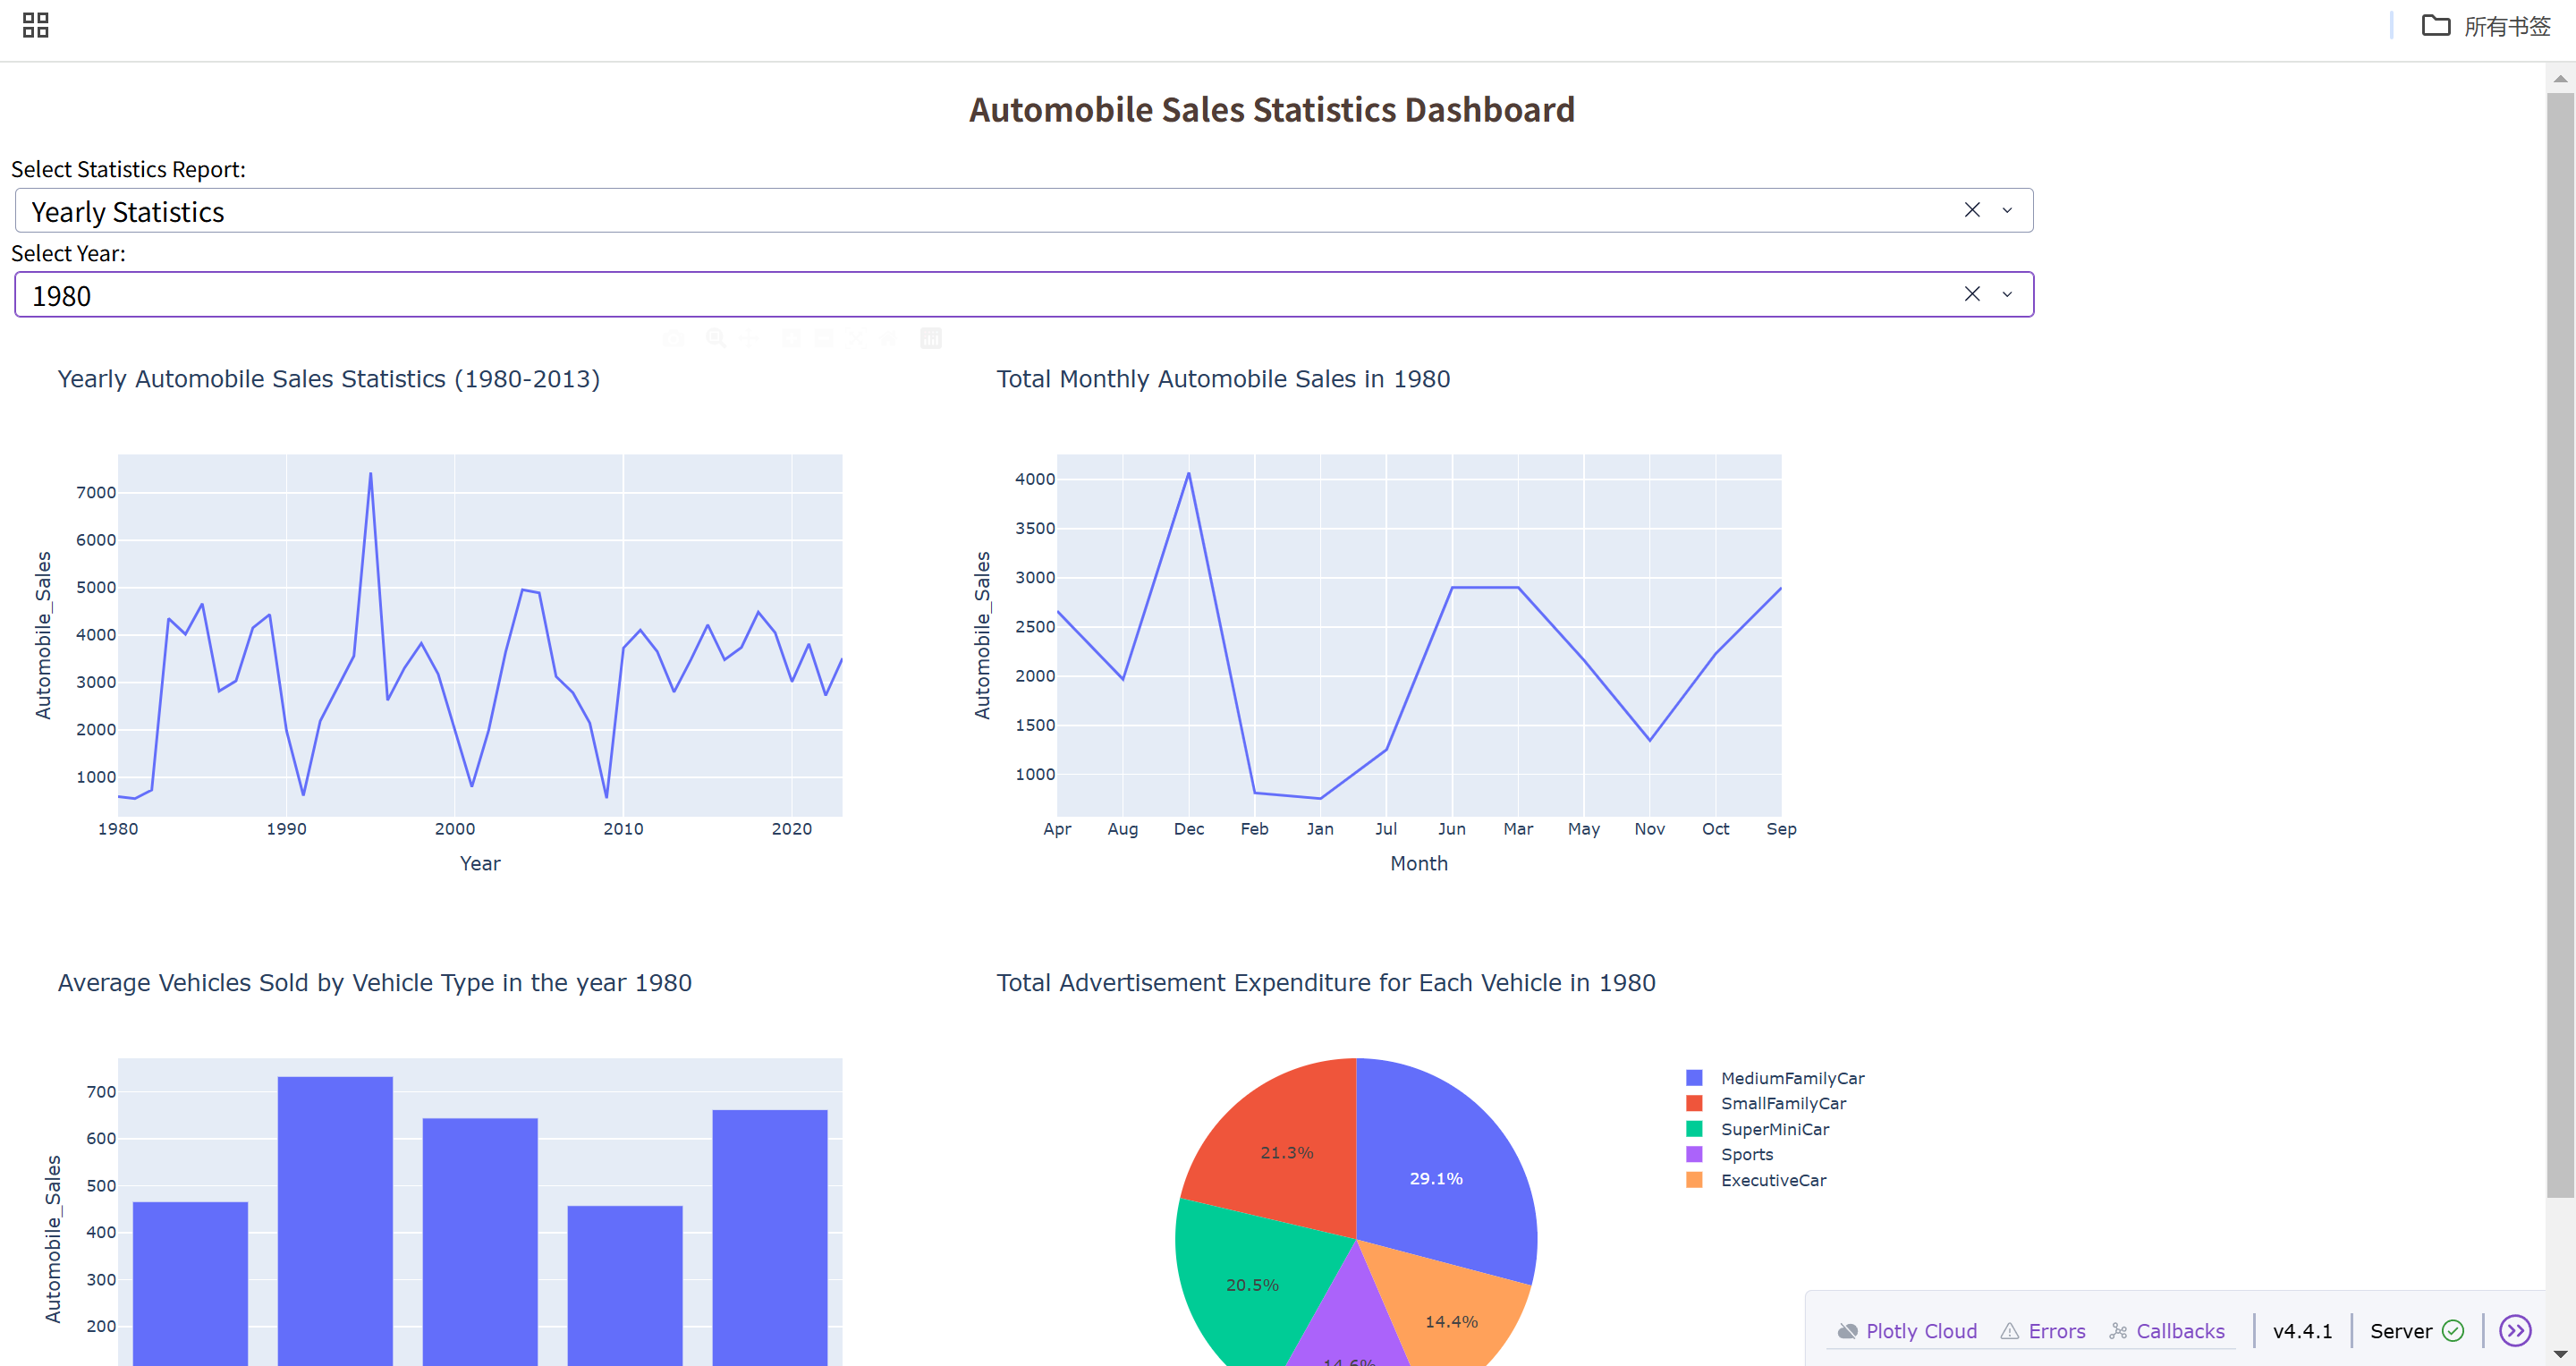 所有书签
Automobile Sales Statistics Dashboard
Select Statistics Report:
Yearly Statistics
Select Year:
1980
Yearly Automobile Sales Statistics (1980-2013)
Automobile_Sales
7000
6000
5000
4000
3000
2000
1000
1980 1990 2000 2010 2020
Year
Total Monthly Automobile Sales in 1980
Automobile_Sales
4000
3500
3000
2500
2000
1500
1000
Apr Aug Dec Feb Jan Jul Jun Mar May Nov Oct Sep
Month
Average Vehicles Sold by Vehicle Type in the year 1980
Automobile_Sales
700
600
500
400
300
200
Total Advertisement Expenditure for Each Vehicle in 1980
21.3%
29.1%
20.5%
14.4%
14.6%
MediumFamilyCar
SmallFamilyCar
SuperMiniCar
Sports
ExecutiveCar
Plotly Cloud Errors Callbacks v4.4.1 Server